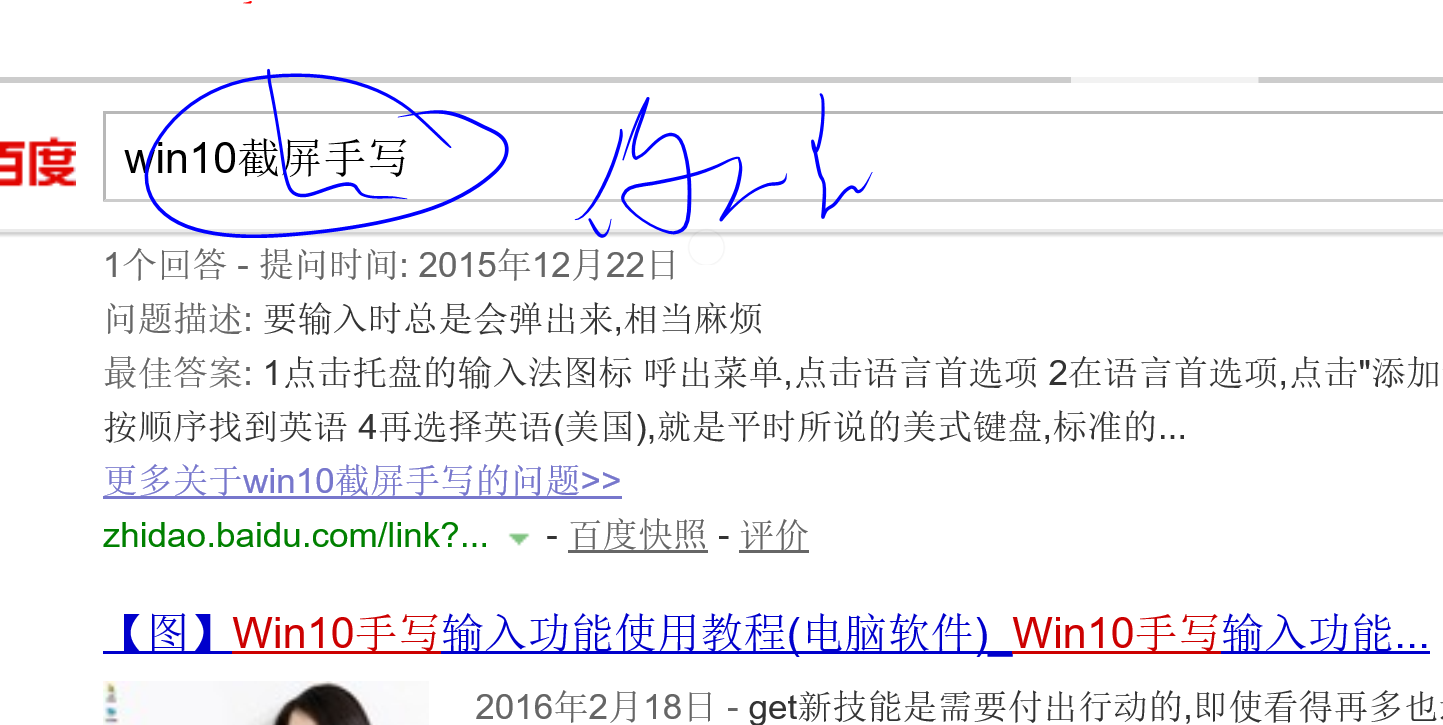 百度 win10截屏手写
1个回答 - 提问时间: 2015年12月22日
问题描述: 要输入时总是会弹出来,相当麻烦
最佳答案: 1点击托盘的输入法图标 呼出菜单,点击语言首选项 2在语言首选项,点击"添加
按顺序找到英语 4再选择英语(美国),就是平时所说的美式键盘,标准的...
更多关于win10截屏手写的问题>>
zhidao.baidu.com/link?... - 百度快照 - 评价
【图】Win10手写输入功能使用教程(电脑软件)_Win10手写输入功能...
2016年2月18日 - get新技能是需要付出行动的,即使看得再多也